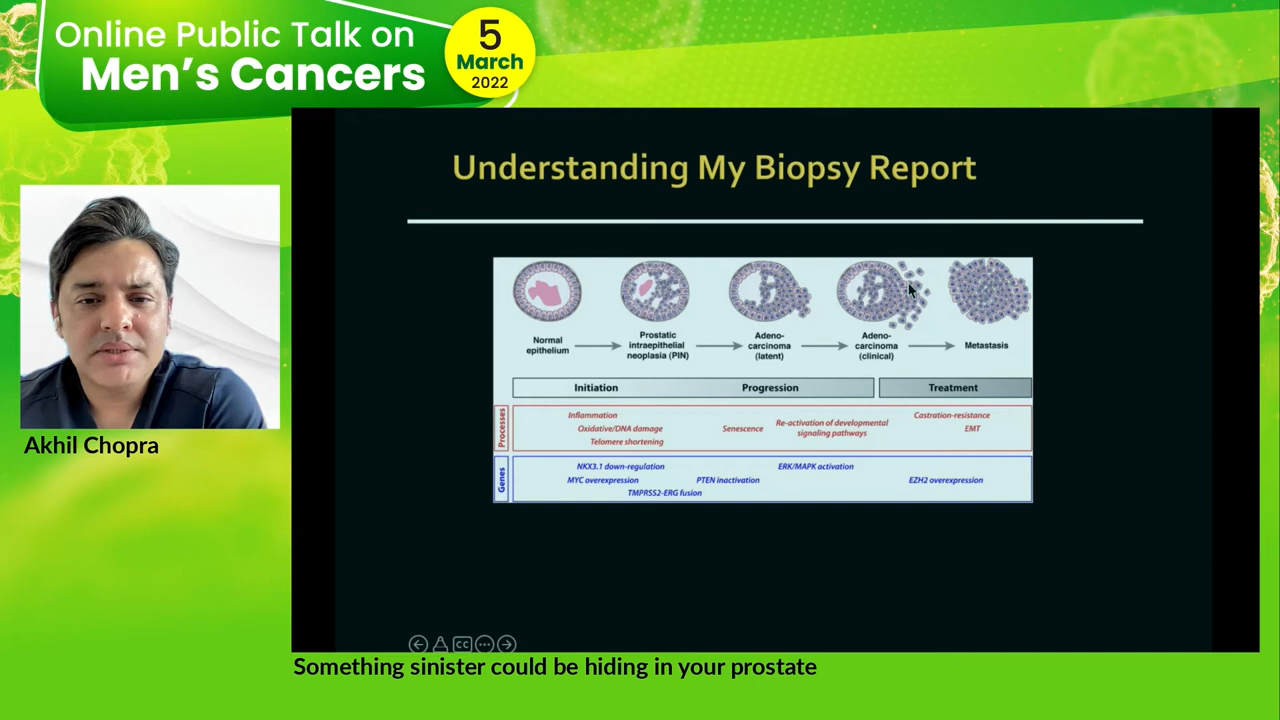 Online Public Talk on
Men's Cancers
5
March
2022
Understanding My Biopsy Report
Normal
epithelium
Prostatic
intraepithelial
neoplasia (PIN)
Adeno-
carcinoma
(latent)
Adeno-
carcinoma
(clinical)
Metastasis
Initiation
Progression
Treatment
Processes
Inflammation
Oxidative/DNA damage
Telomere shortening
Senescence
Re-activation of developmental
signaling pathways
Castration-resistance
EMT
Genes
NKX3.1 down-regulation
MYC overexpression
TMPRSS2-ERG fusion
PTEN inactivation
ERK/MAPK activation
EZH2 overexpression
CC
Akhil Chopra
Something sinister could be hiding in your prostate